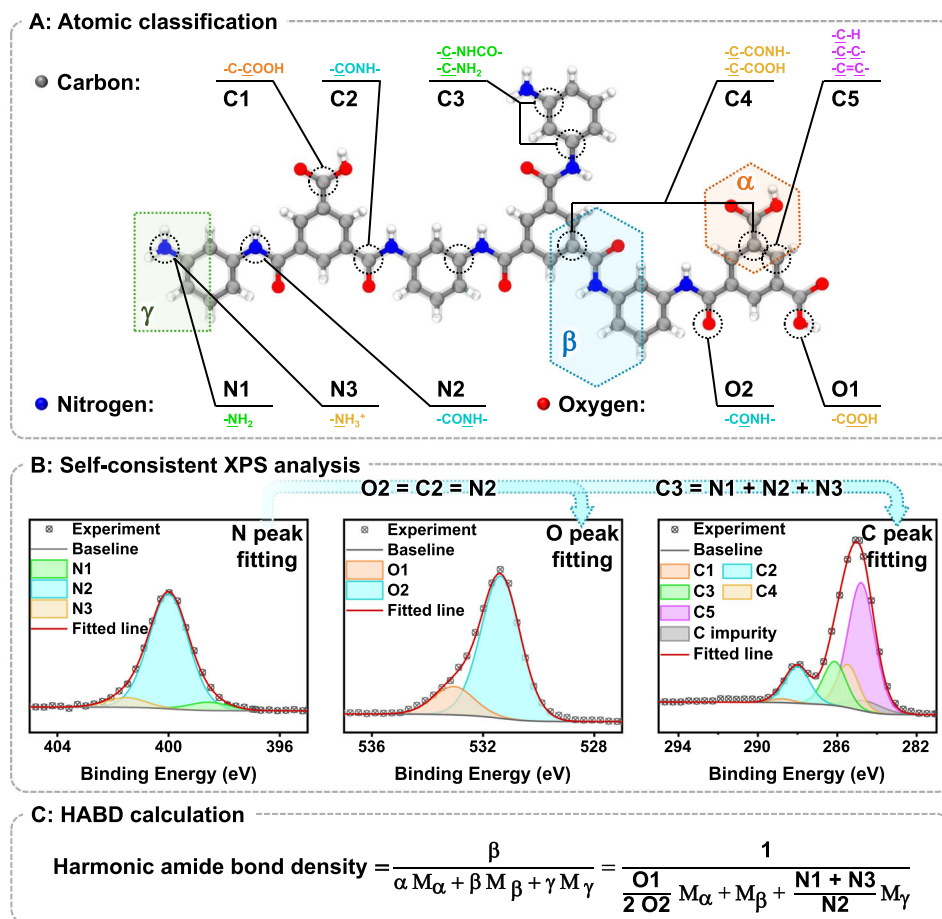 A: Atomic classification
Carbon:
-C-COOH
C1
-CONH-
C2
-C-NHCO-
-C-NH₂
C3
-C-CONH-
-C-COOH
C4
-C-H
-C-C-
-C=C-
C5
α
β
γ
Nitrogen:
N1
-NH₂
N3
-NH₃⁺
N2
-CONH-
Oxygen:
O2
-CONH-
O1
-COOH
B: Self-consistent XPS analysis
O2 = C2 = N2
C3 = N1 + N2 + N3
Experiment
Baseline
N1
N2
N3
Fitted line
N peak
fitting
404 400 396
Binding Energy (eV)
Experiment
Baseline
O1
O2
Fitted line
O peak
fitting
536 532 528
Binding Energy (eV)
Experiment
Baseline
C1 C2
C3 C4
C5
C impurity
Fitted line
C peak
fitting
294 290 286 282
Binding Energy (eV)
C: HABD calculation
Harmonic amide bond density = β / (α Mα + β Mβ + γ Mγ) = 1 / (O1 / 2 O2 Mα + Mβ + N1 + N3 / N2 Mγ)